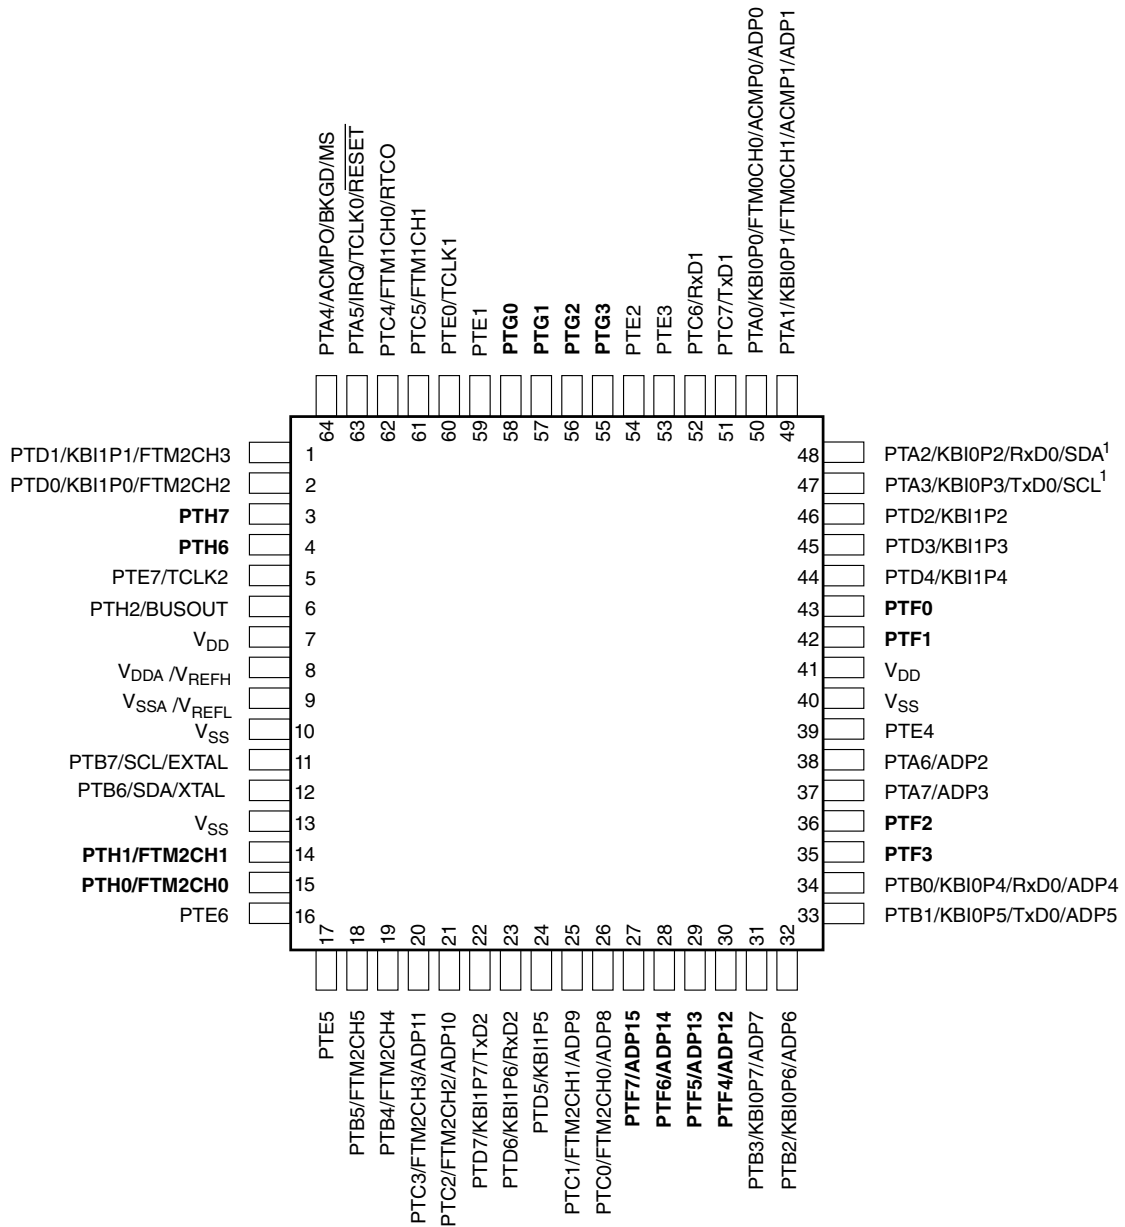 PTA4/ACMPO/BKGD/MS
PTA5/IRQ/TCLK0/RESET
PTC4/FTM1CH0/RTCO
PTC5/FTM1CH1
PTE0/TCLK1
PTE1
PTG0
PTG1
PTG2
PTG3
PTE2
PTE3
PTC6/RxD1
PTC7/TxD1
PTA0/KBI0P0/FTM0CH0/ACMP0/ADP0
PTA1/KBI0P1/FTM0CH1/ACMP1/ADP1
64 63 62 61 60 59 58 57 56 55 54 53 52 51 50 49
PTD1/KBI1P1/FTM2CH3 1
PTD0/KBI1P0/FTM2CH2 2
PTH7 3
PTH6 4
PTE7/TCLK2 5
PTH2/BUSOUT 6
VDD 7
VDDA /VREFH 8
VSSA /VREFL 9
VSS 10
PTB7/SCL/EXTAL 11
PTB6/SDA/XTAL 12
VSS 13
PTH1/FTM2CH1 14
PTH0/FTM2CH0 15
PTE6 16
48 PTA2/KBI0P2/RxD0/SDA1
47 PTA3/KBI0P3/TxD0/SCL1
46 PTD2/KBI1P2
45 PTD3/KBI1P3
44 PTD4/KBI1P4
43 PTF0
42 PTF1
41 VDD
40 VSS
39 PTE4
38 PTA6/ADP2
37 PTA7/ADP3
36 PTF2
35 PTF3
34 PTB0/KBI0P4/RxD0/ADP4
33 PTB1/KBI0P5/TxD0/ADP5
17 18 19 20 21 22 23 24 25 26 27 28 29 30 31 32
PTE5
PTB5/FTM2CH5
PTB4/FTM2CH4
PTC3/FTM2CH3/ADP11
PTC2/FTM2CH2/ADP10
PTD7/KBI1P7/TxD2
PTD6/KBI1P6/RxD2
PTD5/KBI1P5
PTC1/FTM2CH1/ADP9
PTC0/FTM2CH0/ADP8
PTF7/ADP15
PTF6/ADP14
PTF5/ADP13
PTF4/ADP12
PTB3/KBI0P7/ADP7
PTB2/KBI0P6/ADP6